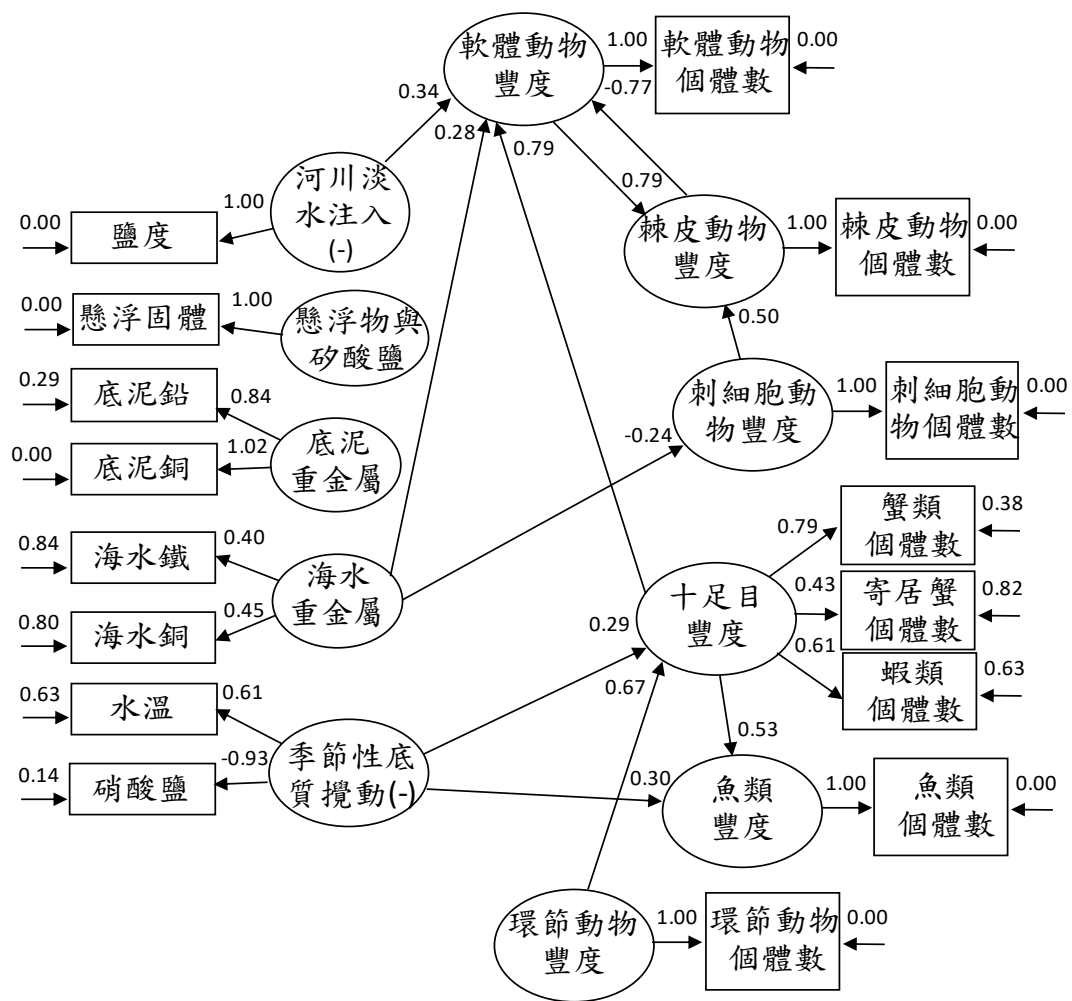 軟體動物
豐度
1.00
軟體動物
個體數
0.00
-0.77
0.34
0.28
0.79
河川淡
水注入
(-)
1.00
鹽度
0.00
0.79
棘皮動物
豐度
1.00
棘皮動物
個體數
0.00
懸浮固體
0.00
1.00
懸浮物與
矽酸鹽
0.50
底泥鉛
0.29
0.84
刺細胞動
物豐度
1.00
刺細胞動
物個體數
0.00
-0.24
底泥銅
0.00
1.02
底泥
重金屬
海水鐵
0.84
0.40
海水
重金屬
海水銅
0.80
0.45
蟹類
個體數
0.38
0.79
十足目
豐度
0.29
0.43
寄居蟹
個體數
0.82
0.61
蝦類
個體數
0.63
0.67
水溫
0.63
0.61
硝酸鹽
0.14
-0.93
季節性底
質攪動(-)
0.53
0.30
魚類
豐度
1.00
魚類
個體數
0.00
環節動物
豐度
1.00
環節動物
個體數
0.00